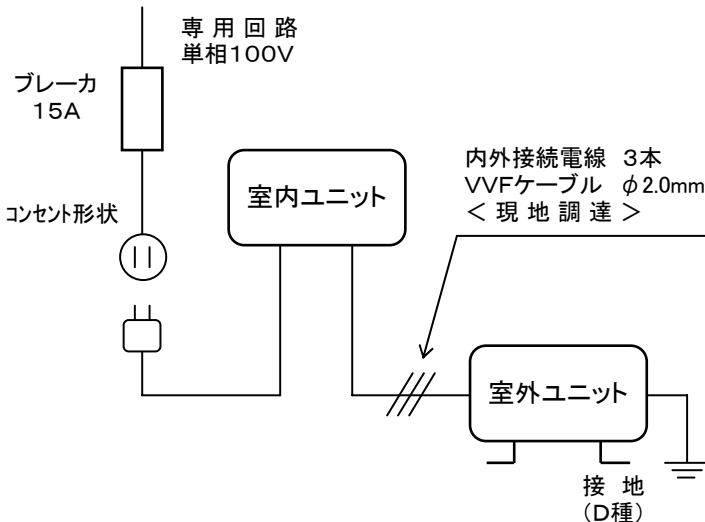 専用回路
単相100V
ブレーカ
15A
コンセント形状
室内ユニット
内外接続電線 3本
VVFケーブル φ2.0mm
<現地調達>
室外ユニット
接地
(D種)